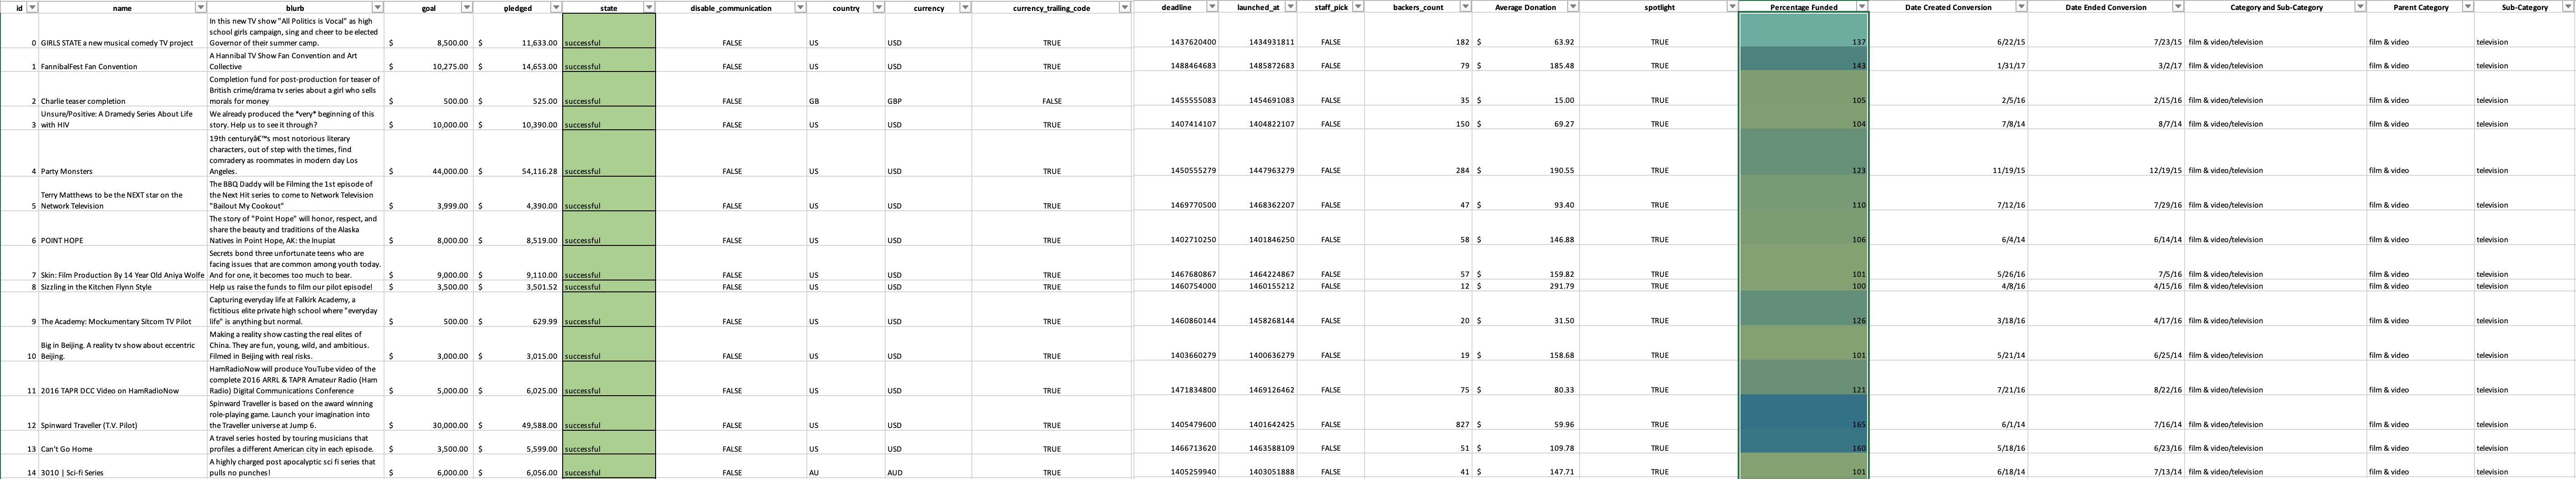 id name blurb goal pledged state disable_communication country currency currency_trailing_code deadline launched_at staff_pick backers_count Average Donation spotlight Percentage Funded Date Created Conversion Date Ended Conversion Category and Sub-Category Parent Category Sub-Category
In this new TV show "All Politics is Vocal" as high
school girls campaign, sing and cheer to be elected
0 GIRLS STATE a new musical comedy TV project Governor of their summer camp. $ 8,500.00 $ 11,633.00 successful FALSE US USD TRUE 1437620400 1434931811 FALSE 182 $ 63.92 TRUE 137 6/22/15 7/23/15 film & video/television film & video television
A Hannibal TV Show Fan Convention and Art
1 FannibalFest Fan Convention Collective $ 10,275.00 $ 14,653.00 successful FALSE US USD TRUE 1488464683 1485872683 FALSE 79 $ 185.48 TRUE 143 1/31/17 3/2/17 film & video/television film & video television
Completion fund for post-production for teaser of
British crime/drama tv series about a girl who sells
2 Charlie teaser completion morals for money $ 500.00 $ 525.00 successful FALSE GB GBP FALSE 1455555083 1454691083 FALSE 35 $ 15.00 TRUE 105 2/5/16 2/15/16 film & video/television film & video television
Unsure/Positive: A Dramedy Series About Life We already produced the *very* beginning of this
3 with HIV story. Help us to see it through? $ 10,000.00 $ 10,390.00 successful FALSE US USD TRUE 1407414107 1404822107 FALSE 150 $ 69.27 TRUE 104 7/8/14 8/7/14 film & video/television film & video television
19th centuryâ€™s most notorious literary
characters, out of step with the times, find
comradery as roommates in modern day Los
4 Party Monsters Angeles. $ 44,000.00 $ 54,116.28 successful FALSE US USD TRUE 1450555279 1447963279 FALSE 284 $ 190.55 TRUE 123 11/19/15 12/19/15 film & video/television film & video television
The BBQ Daddy will be Filming the 1st episode of
Terry Matthews to be the NEXT star on the the Next Hit series to come to Network Television
5 Network Television "Bailout My Cookout" $ 3,999.00 $ 4,390.00 successful FALSE US USD TRUE 1469770500 1468362207 FALSE 47 $ 93.40 TRUE 110 7/12/16 7/29/16 film & video/television film & video television
The story of "Point Hope" will honor, respect, and
share the beauty and traditions of the Alaska
6 POINT HOPE Natives in Point Hope, AK: the Inupiat $ 8,000.00 $ 8,519.00 successful FALSE US USD TRUE 1402710250 1401846250 FALSE 58 $ 146.88 TRUE 106 6/4/14 6/14/14 film & video/television film & video television
Secrets bond three unfortunate teens who are
facing issues that are common among youth today.
7 Skin: Film Production By 14 Year Old Aniya Wolfe And for one, it becomes too much to bear. $ 9,000.00 $ 9,110.00 successful FALSE US USD TRUE 1467680867 1464224867 FALSE 57 $ 159.82 TRUE 101 5/26/16 7/5/16 film & video/television film & video television
8 Sizzling in the Kitchen Flynn Style Help us raise the funds to film our pilot episode! $ 3,500.00 $ 3,501.52 successful FALSE US USD TRUE 1460754000 1460155212 FALSE 12 $ 291.79 TRUE 100 4/8/16 4/15/16 film & video/television film & video television
Capturing everyday life at Falkirk Academy, a
fictitious elite private high school where "everyday
9 The Academy: Mockumentary Sitcom TV Pilot life" is anything but normal. $ 500.00 $ 629.99 successful FALSE US USD TRUE 1460860144 1458268144 FALSE 20 $ 31.50 TRUE 126 3/18/16 4/17/16 film & video/television film & video television
Making a reality show casting the real elites of
Big in Beijing. A reality tv show about eccentric China. They are fun, young, wild, and ambitious.
10 Beijing. Filmed in Beijing with real risks. $ 3,000.00 $ 3,015.00 successful FALSE US USD TRUE 1403660279 1400636279 FALSE 19 $ 158.68 TRUE 101 5/21/14 6/25/14 film & video/television film & video television
HamRadioNow will produce YouTube video of the
complete 2016 ARRL & TAPR Amateur Radio (Ham
11 2016 TAPR DCC Video on HamRadioNow Radio) Digital Communications Conference $ 5,000.00 $ 6,025.00 successful FALSE US USD TRUE 1471834800 1469126462 FALSE 75 $ 80.33 TRUE 121 7/21/16 8/22/16 film & video/television film & video television
Spinward Traveller is based on the award winning
role-playing game. Launch your imagination into
12 Spinward Traveller (T.V. Pilot) the Traveller universe at Jump 6. $ 30,000.00 $ 49,588.00 successful FALSE US USD TRUE 1405479600 1401642425 FALSE 827 $ 59.96 TRUE 165 6/1/14 7/16/14 film & video/television film & video television
A travel series hosted by touring musicians that
13 Can't Go Home profiles a different American city in each episode. $ 3,500.00 $ 5,599.00 successful FALSE US USD TRUE 1466713620 1463588109 FALSE 51 $ 109.78 TRUE 160 5/18/16 6/23/16 film & video/television film & video television
A highly charged post apocalyptic sci fi series that
14 3010 | Sci-fi Series pulls no punches! $ 6,000.00 $ 6,056.00 successful FALSE AU AUD TRUE 1405259940 1403051888 FALSE 41 $ 147.71 TRUE 101 6/18/14 7/13/14 film & video/television film & video television